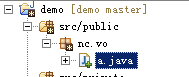 demo [demo master]
src/public
nc.vo
a.java